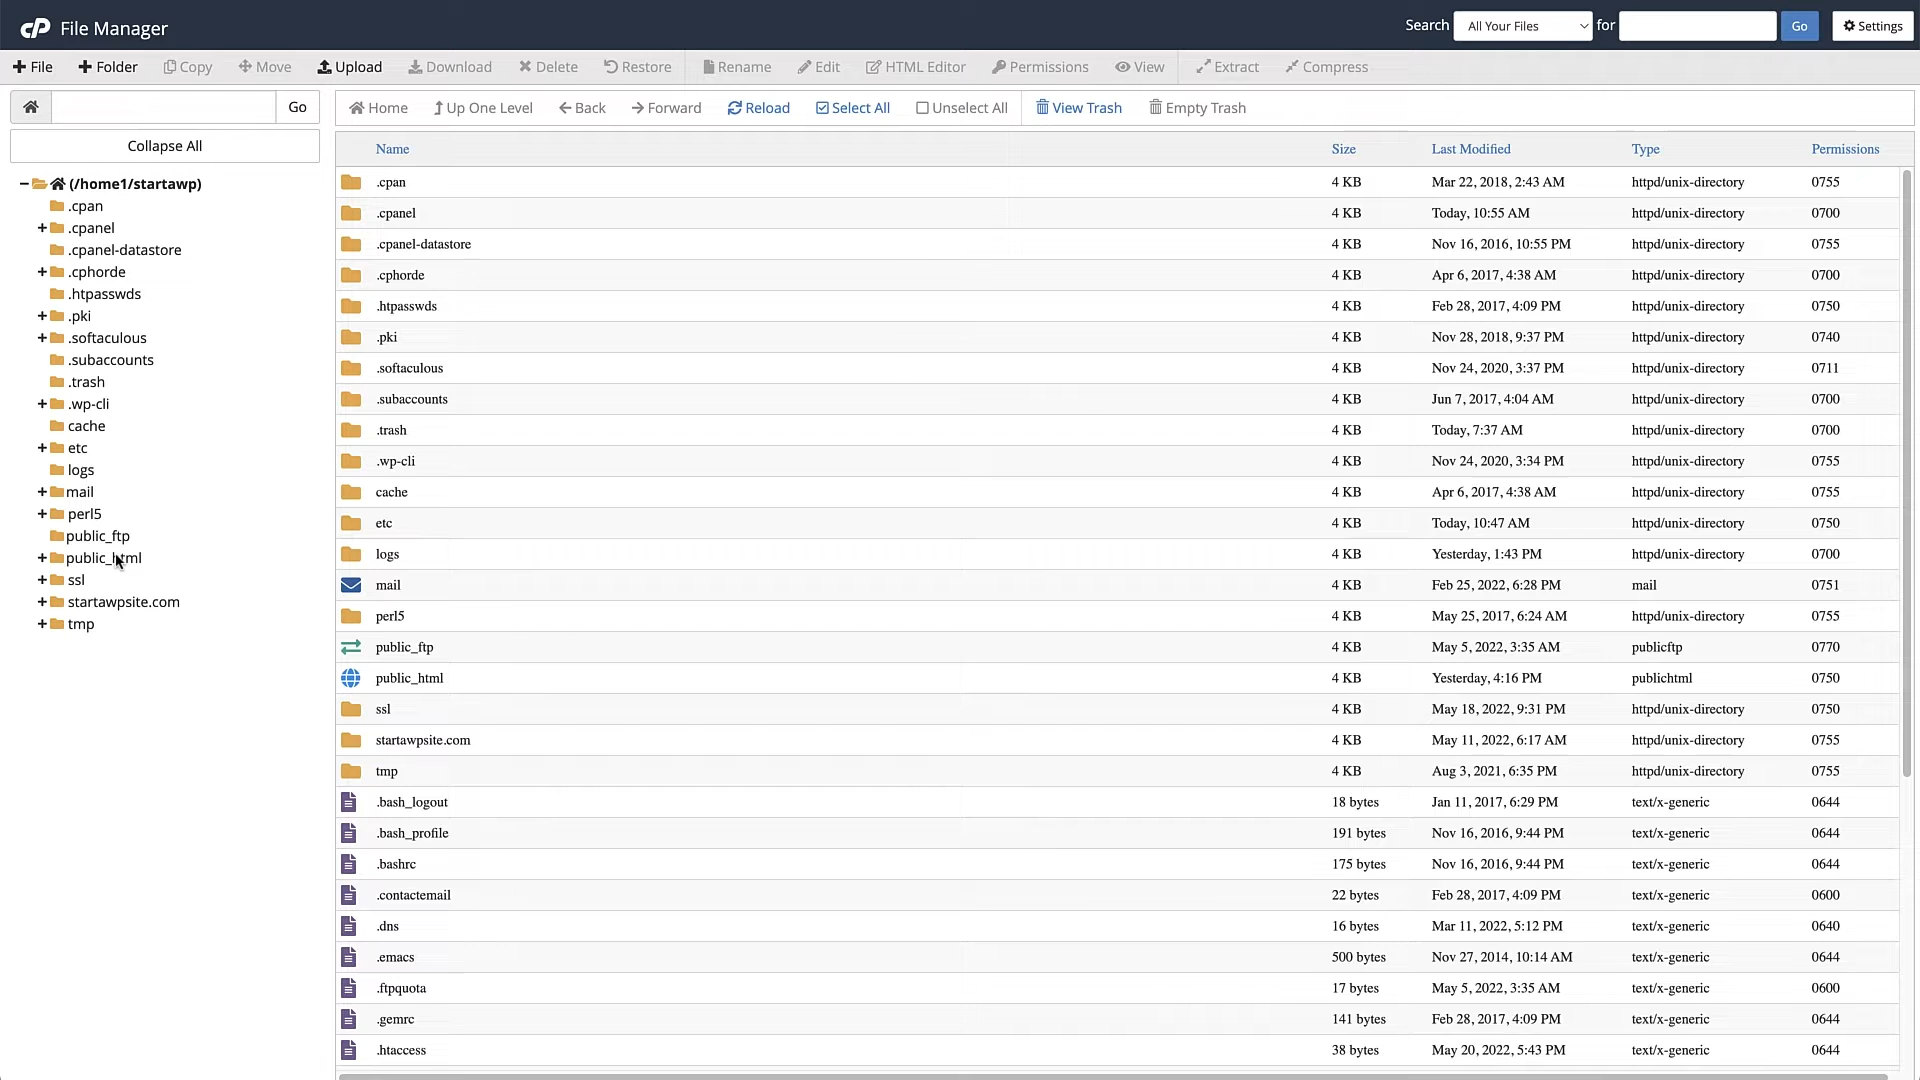 cP File Manager Search All Your Files for Go Settings
File Folder Copy Move Upload Download Delete Restore Rename Edit HTML Editor Permissions View Extract Compress
Go Home Up One Level Back Forward Reload Select All Unselect All View Trash Empty Trash
Collapse All
(/home1/startawp)
.cpan
.cpanel
.cpanel-datastore
.cphorde
.htpasswds
.pki
.softaculous
.subaccounts
.trash
.wp-cli
cache
etc
logs
mail
perl5
public_ftp
public_html
ssl
startawpsite.com
tmp
Name Size Last Modified Type Permissions
.cpan 4 KB Mar 22, 2018, 2:43 AM httpd/unix-directory 0755
.cpanel 4 KB Today, 10:55 AM httpd/unix-directory 0700
.cpanel-datastore 4 KB Nov 16, 2016, 10:55 PM httpd/unix-directory 0755
.cphorde 4 KB Apr 6, 2017, 4:38 AM httpd/unix-directory 0700
.htpasswds 4 KB Feb 28, 2017, 4:09 PM httpd/unix-directory 0750
.pki 4 KB Nov 28, 2018, 9:37 PM httpd/unix-directory 0740
.softaculous 4 KB Nov 24, 2020, 3:37 PM httpd/unix-directory 0711
.subaccounts 4 KB Jun 7, 2017, 4:04 AM httpd/unix-directory 0700
.trash 4 KB Today, 7:37 AM httpd/unix-directory 0700
.wp-cli 4 KB Nov 24, 2020, 3:34 PM httpd/unix-directory 0755
cache 4 KB Apr 6, 2017, 4:38 AM httpd/unix-directory 0755
etc 4 KB Today, 10:47 AM httpd/unix-directory 0750
logs 4 KB Yesterday, 1:43 PM httpd/unix-directory 0700
mail 4 KB Feb 25, 2022, 6:28 PM mail 0751
perl5 4 KB May 25, 2017, 6:24 AM httpd/unix-directory 0755
public_ftp 4 KB May 5, 2022, 3:35 AM publicftp 0770
public_html 4 KB Yesterday, 4:16 PM publichtml 0750
ssl 4 KB May 18, 2022, 9:31 PM httpd/unix-directory 0750
startawpsite.com 4 KB May 11, 2022, 6:17 AM httpd/unix-directory 0755
tmp 4 KB Aug 3, 2021, 6:35 PM httpd/unix-directory 0755
.bash_logout 18 bytes Jan 11, 2017, 6:29 PM text/x-generic 0644
.bash_profile 191 bytes Nov 16, 2016, 9:44 PM text/x-generic 0644
.bashrc 175 bytes Nov 16, 2016, 9:44 PM text/x-generic 0644
.contactemail 22 bytes Feb 28, 2017, 4:09 PM text/x-generic 0600
.dns 16 bytes Mar 11, 2022, 5:12 PM text/x-generic 0640
.emacs 500 bytes Nov 27, 2014, 10:14 AM text/x-generic 0644
.ftpquota 17 bytes May 5, 2022, 3:35 AM text/x-generic 0600
.gemrc 141 bytes Feb 28, 2017, 4:09 PM text/x-generic 0644
.htaccess 38 bytes May 20, 2022, 5:43 PM text/x-generic 0644